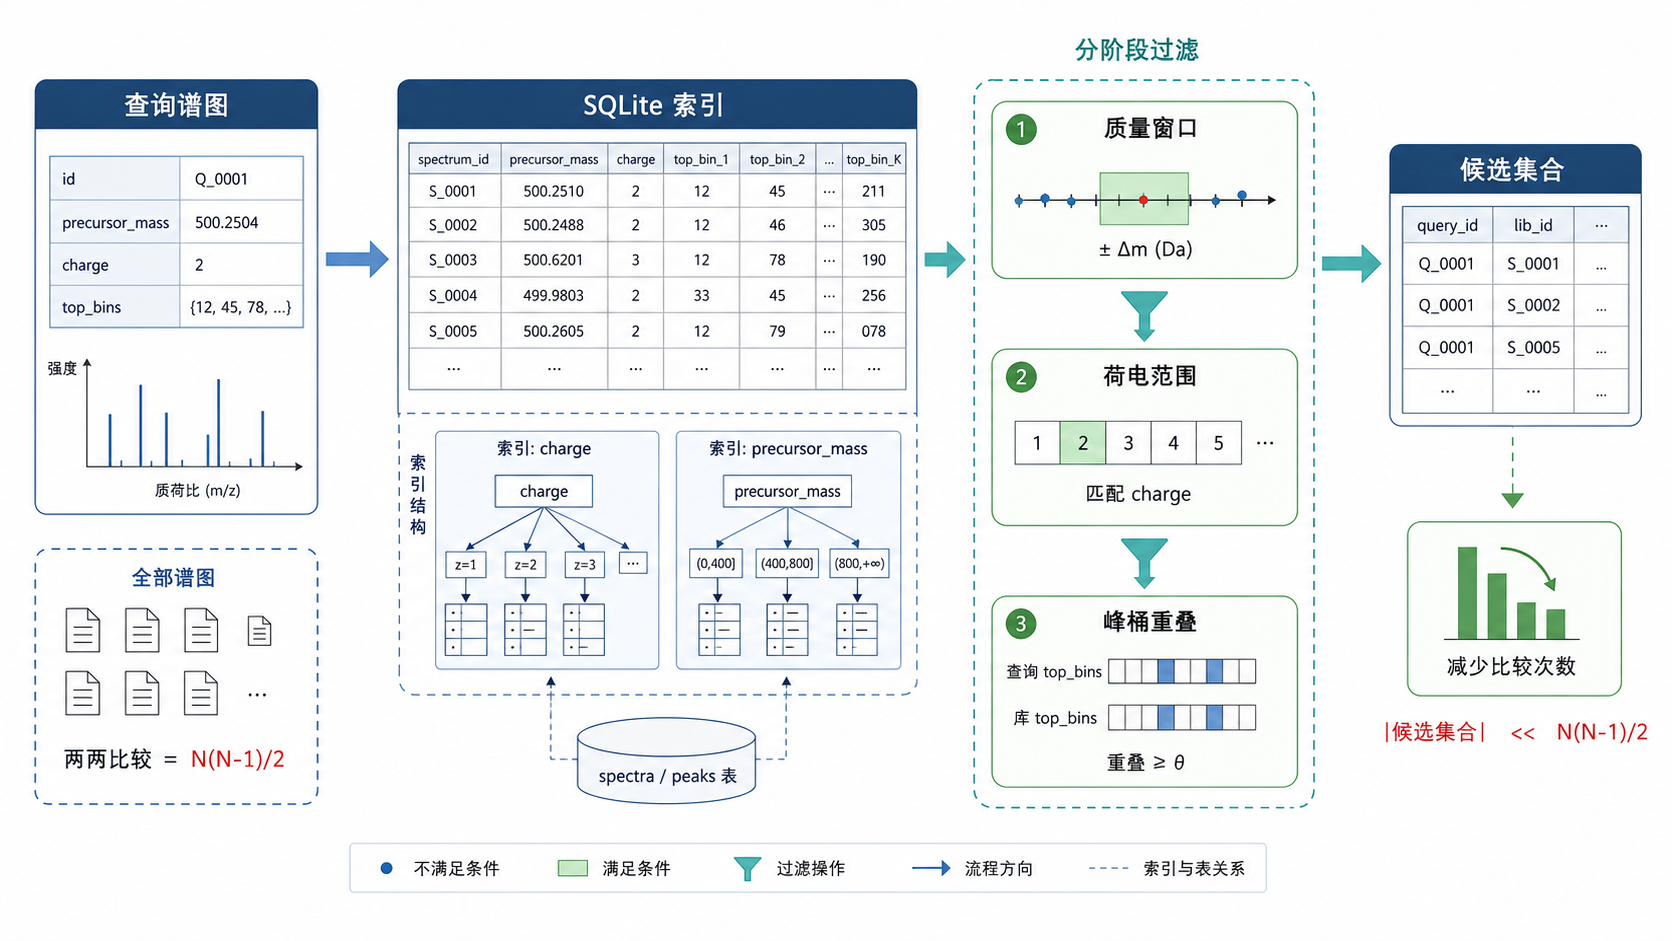 查询谱图
id Q_0001
precursor_mass 500.2504
charge 2
top_bins {12, 45, 78, ...}
强度
质荷比 (m/z)
全部谱图
...
两两比较 = N(N-1)/2
SQLite 索引
spectrum_id precursor_mass charge top_bin_1 top_bin_2 ... top_bin_K
S_0001 500.2510 2 12 45 ... 211
S_0002 500.2488 2 12 46 ... 305
S_0003 500.6201 3 12 78 ... 190
S_0004 499.9803 2 33 45 ... 256
S_0005 500.2605 2 12 79 ... 078
... ... ... ... ... ... ...
索引结构
索引: charge
charge
z=1 z=2 z=3 ...
索引: precursor_mass
precursor_mass
(0,400] (400,800] (800,+∞)
spectra / peaks 表
分阶段过滤
1 质量窗口
± Δm (Da)
2 荷电范围
1 2 3 4 5 ...
匹配 charge
3 峰桶重叠
查询 top_bins
库 top_bins
重叠 ≥ θ
候选集合
query_id lib_id ...
Q_0001 S_0001 ...
Q_0001 S_0002 ...
Q_0001 S_0005 ...
... ... ...
减少比较次数
|候选集合| << N(N-1)/2
不满足条件 满足条件 过滤操作 流程方向 索引与表关系